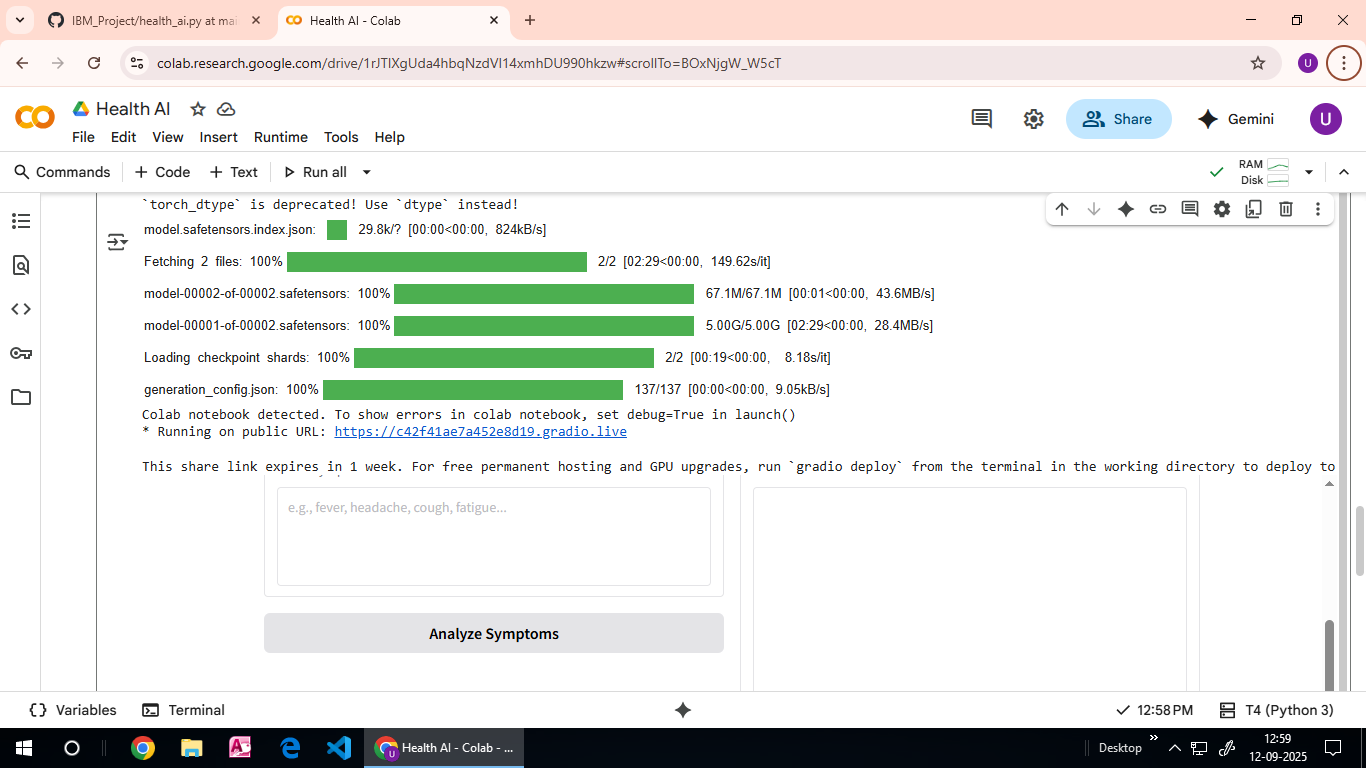 IBM_Project/health_ai.py at mai
Health AI - Colab
colab.research.google.com/drive/1rJTlXgUda4hbqNzdVl14xmhDU990hkzw#scrollTo=BOxNjgW_W5cT
U
Health AI
File Edit View Insert Runtime Tools Help
Share
Gemini
U
Commands + Code + Text Run all
RAM
Disk
`torch_dtype` is deprecated! Use `dtype` instead!
model.safetensors.index.json: 29.8k/? [00:00<00:00, 824kB/s]
Fetching 2 files: 100% 2/2 [02:29<00:00, 149.62s/it]
model-00002-of-00002.safetensors: 100% 67.1M/67.1M [00:01<00:00, 43.6MB/s]
model-00001-of-00002.safetensors: 100% 5.00G/5.00G [02:29<00:00, 28.4MB/s]
Loading checkpoint shards: 100% 2/2 [00:19<00:00, 8.18s/it]
generation_config.json: 100% 137/137 [00:00<00:00, 9.05kB/s]
Colab notebook detected. To show errors in colab notebook, set debug=True in launch()
* Running on public URL: https://c42f41ae7a452e8d19.gradio.live
This share link expires in 1 week. For free permanent hosting and GPU upgrades, run `gradio deploy` from the terminal in the working directory to deploy to
e.g., fever, headache, cough, fatigue...
Analyze Symptoms
Variables Terminal
12:58 PM T4 (Python 3)
Health AI - Colab - ...
Desktop
12:59
12-09-2025